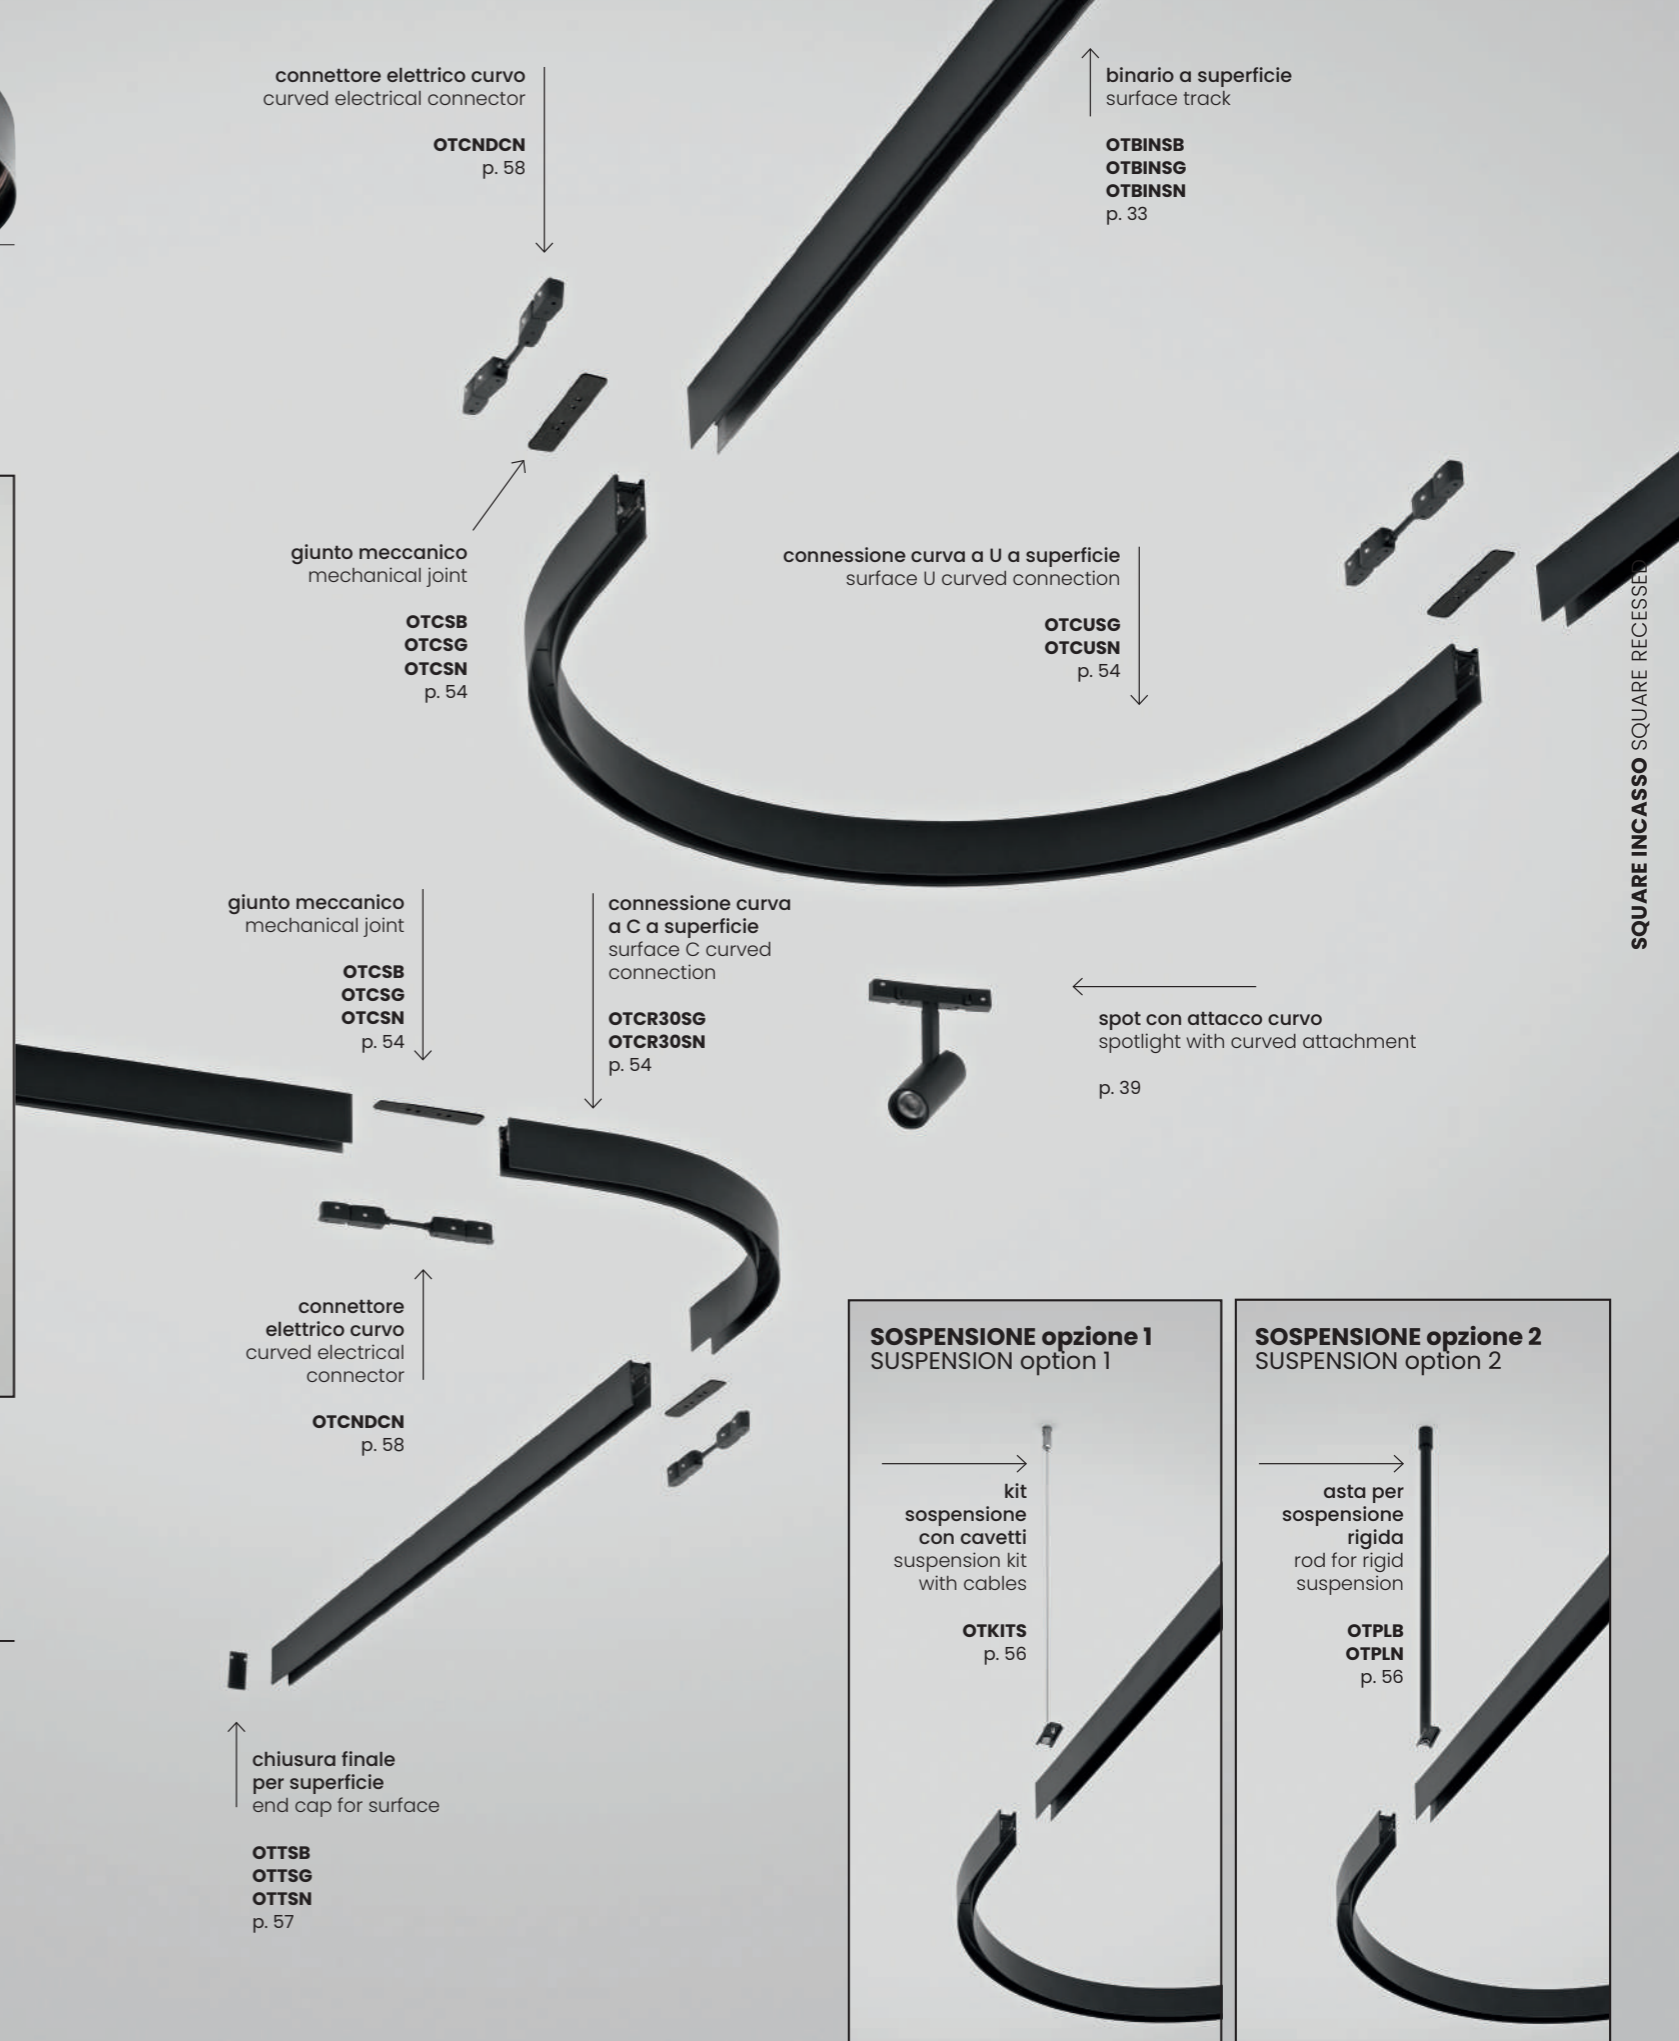 connettore elettrico curvo
curved electrical connector
OTCNDCN
p. 58
binario a superficie
surface track
OTBINSB
OTBINSG
OTBINSN
p. 33
giunto meccanico
mechanical joint
OTCSB
OTCSG
OTCSN
p. 54
connessione curva a U a superficie
surface U curved connection
OTCUSG
OTCUSN
p. 54
SQUARE INCASSO SQUARE RECESSED
giunto meccanico
mechanical joint
OTCSB
OTCSG
OTCSN
p. 54
connessione curva
a C a superficie
surface C curved
connection
OTCR30SG
OTCR30SN
p. 54
spot con attacco curvo
spotlight with curved attachment
p. 39
connettore
elettrico curvo
curved electrical
connector
OTCNDCN
p. 58
SOSPENSIONE opzione 1
SUSPENSION option 1
kit
sospensione
con cavetti
suspension kit
with cables
OTKITS
p. 56
SOSPENSIONE opzione 2
SUSPENSION option 2
asta per
sospensione
rigida
rod for rigid
suspension
OTPLB
OTPLN
p. 56
chiusura finale
per superficie
end cap for surface
OTTSB
OTTSG
OTTSN
p. 57